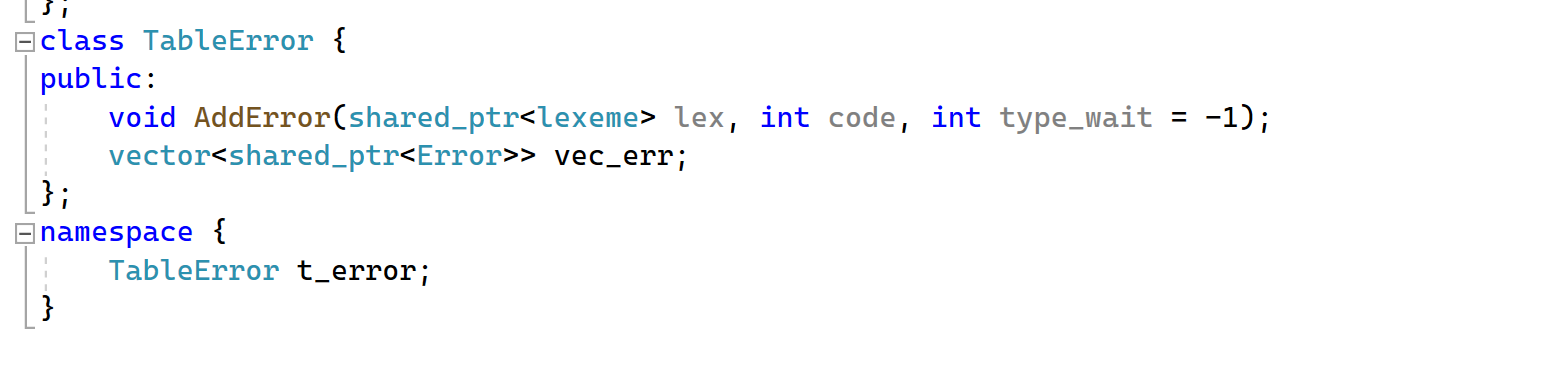 };
class TableError {
public:
    void AddError(shared_ptr<lexeme> lex, int code, int type_wait = -1);
    vector<shared_ptr<Error>> vec_err;
};
namespace {
    TableError t_error;
}